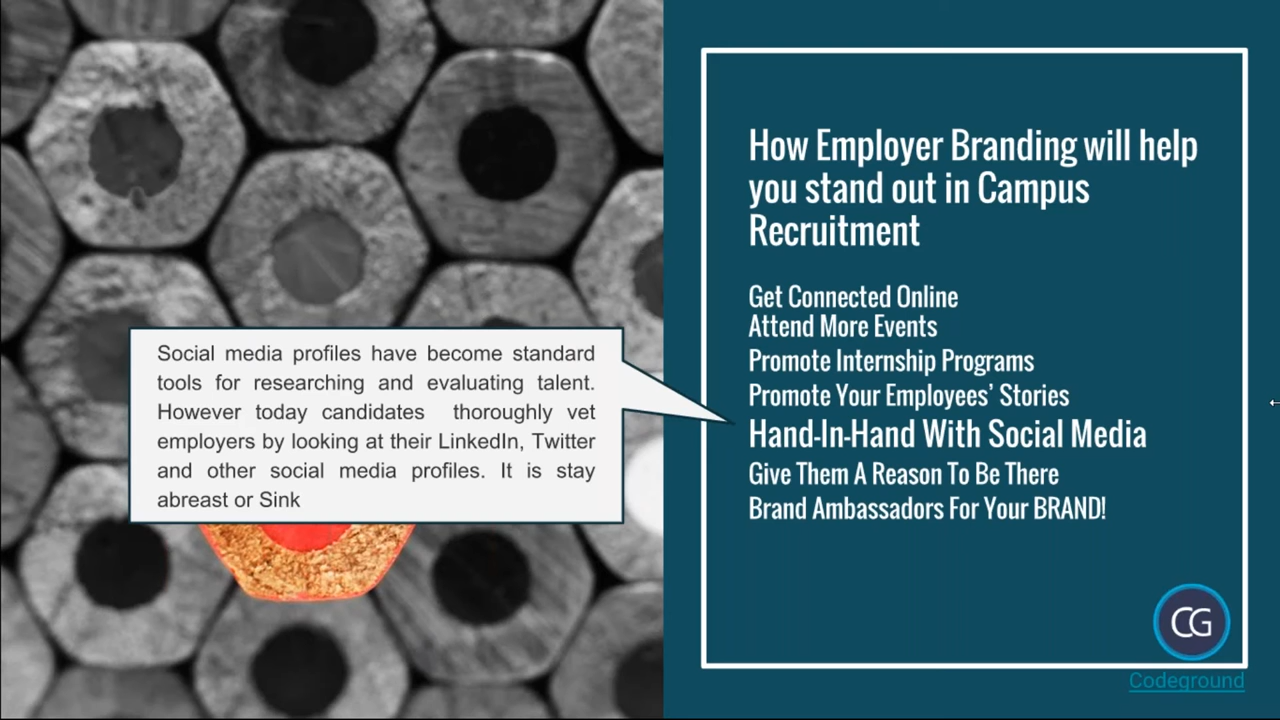 How Employer Branding will help
you stand out in Campus
Recruitment
Get Connected Online
Attend More Events
Promote Internship Programs
Promote Your Employees’ Stories
Hand-In-Hand With Social Media
Give Them A Reason To Be There
Brand Ambassadors For Your BRAND!
Social media profiles have become standard
tools for researching and evaluating talent.
However today candidates thoroughly vet
employers by looking at their LinkedIn, Twitter
and other social media profiles. It is stay
abreast or Sink
CG
Codeground